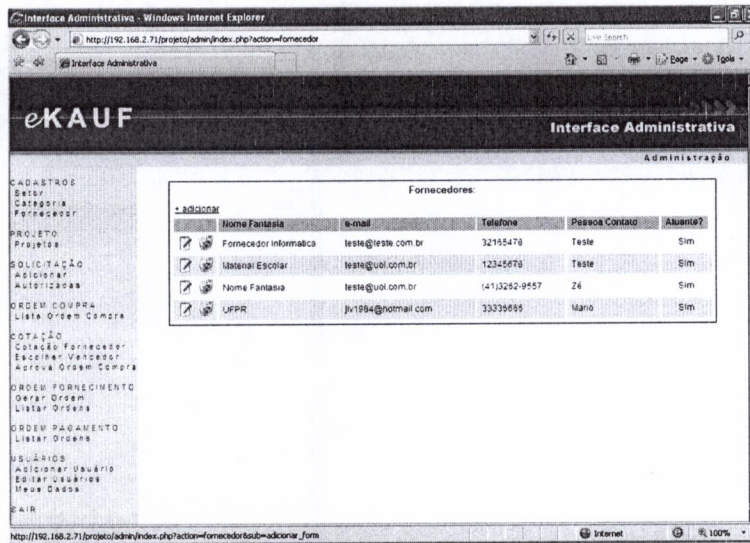 Interface Administrativa - Windows Internet Explorer
http://192.168.2.71/projeto/admin/index.php?action=fornecedor
Live Search
Interface Administrativa
Page
Tools
eKAUF
Interface Administrativa
Administração
CADASTROS
Setor
Categoria
Fornecedor
PROJETO
Projetos
SOLICITAÇÃO
Adicionar
Autorizadas
ORDEM COMPRA
Lista Ordem Compra
COTAÇÃO
Cotação Fornecedor
Escolher Vencedor
Aprova Ordem Compra
ORDEM FORNECIMENTO
Gerar Ordem
Listar Ordens
ORDEM PAGAMENTO
Listar Ordens
USUÁRIOS
Adicionar Usuário
Editar Usuários
Meus Dados
SAIR
Fornecedores:
+ adicionar
Nome Fantasia e-mail Telefone Pessoa Contato Atuante?
Fornecedor Informatica teste@teste.com.br 32165478 Teste Sim
Material Escolar teste@uol.com.br 12345678 Teste Sim
Nome Fantasia teste@uol.com.br (41)3262-9557 Zé Sim
UFPR jlv1984@hotmail.com Mario Sim
http://192.168.2.71/projeto/admin/index.php?action=fornecedor&sub=adicionar_form
Internet
100%